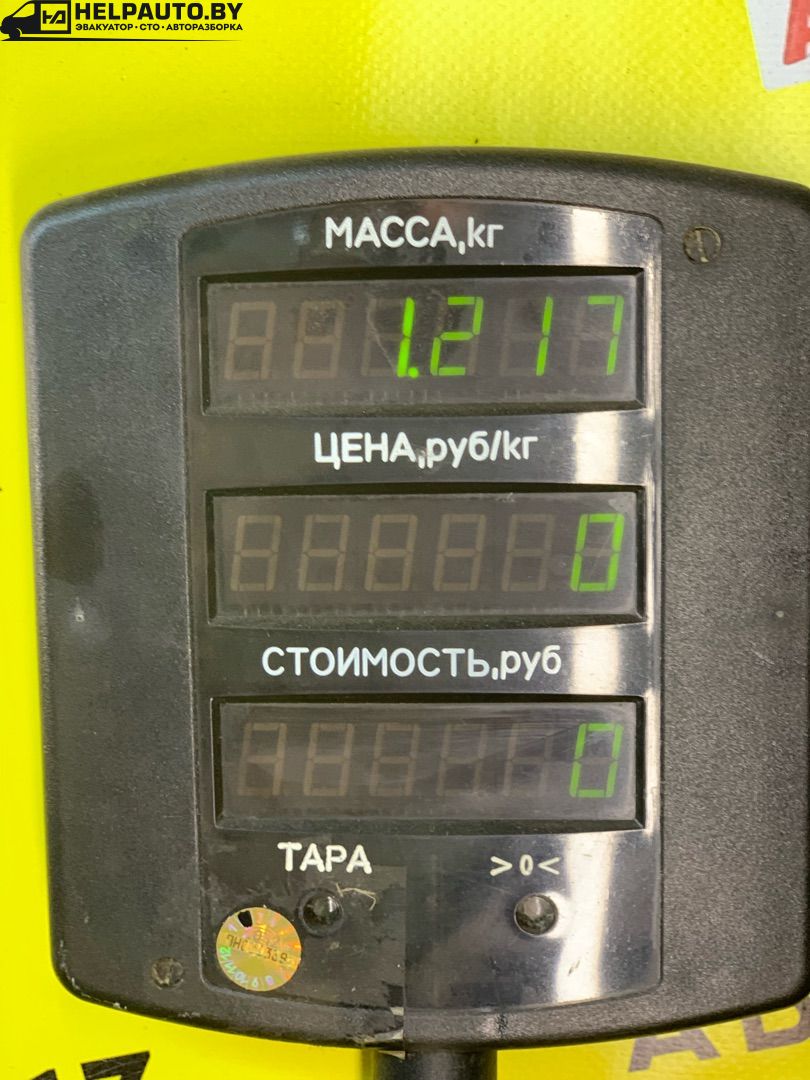 HELPAUTO.BY
ЭВАКУАТОР • СТО • АВТОРАЗБОРКА
МАССА,кг
1.217
ЦЕНА,руб/кг
0
СТОИМОСТЬ,руб
0
ТАРА
>0<